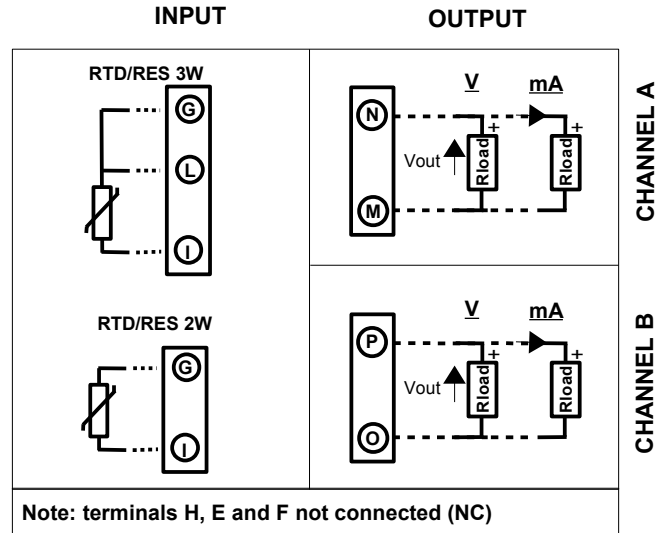 INPUT
OUTPUT
RTD/RES 3W
G
L
I
RTD/RES 2W
G
I
V
mA
N
M
Vout
Rload
+
Rload
+
CHANNEL A
V
mA
P
O
Vout
Rload
+
Rload
+
CHANNEL B
Note: terminals H, E and F not connected (NC)